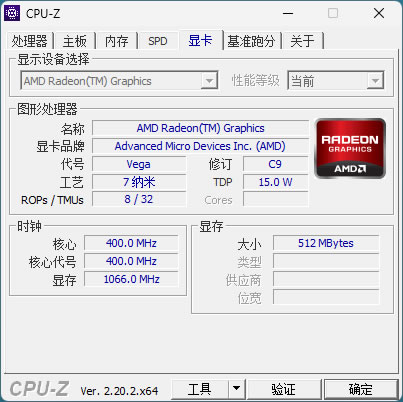 CPU-Z
处理器 主板 内存 SPD 显卡 基准跑分 关于
显示设备选择
AMD Radeon(TM) Graphics 性能等级 当前
图形处理器
名称 AMD Radeon(TM) Graphics
显卡品牌 Advanced Micro Devices Inc. (AMD)
代号 Vega 修订 C9
工艺 7 纳米 TDP 15.0 W
ROPs / TMUs 8 / 32 Cores
RADEON
GRAPHICS
AMD
时钟
核心 400.0 MHz
核心代号 400.0 MHz
显存 1066.0 MHz
显存
大小 512 MBytes
类型
供应商
位宽
CPU-Z Ver. 2.20.2.x64 工具 验证 确定